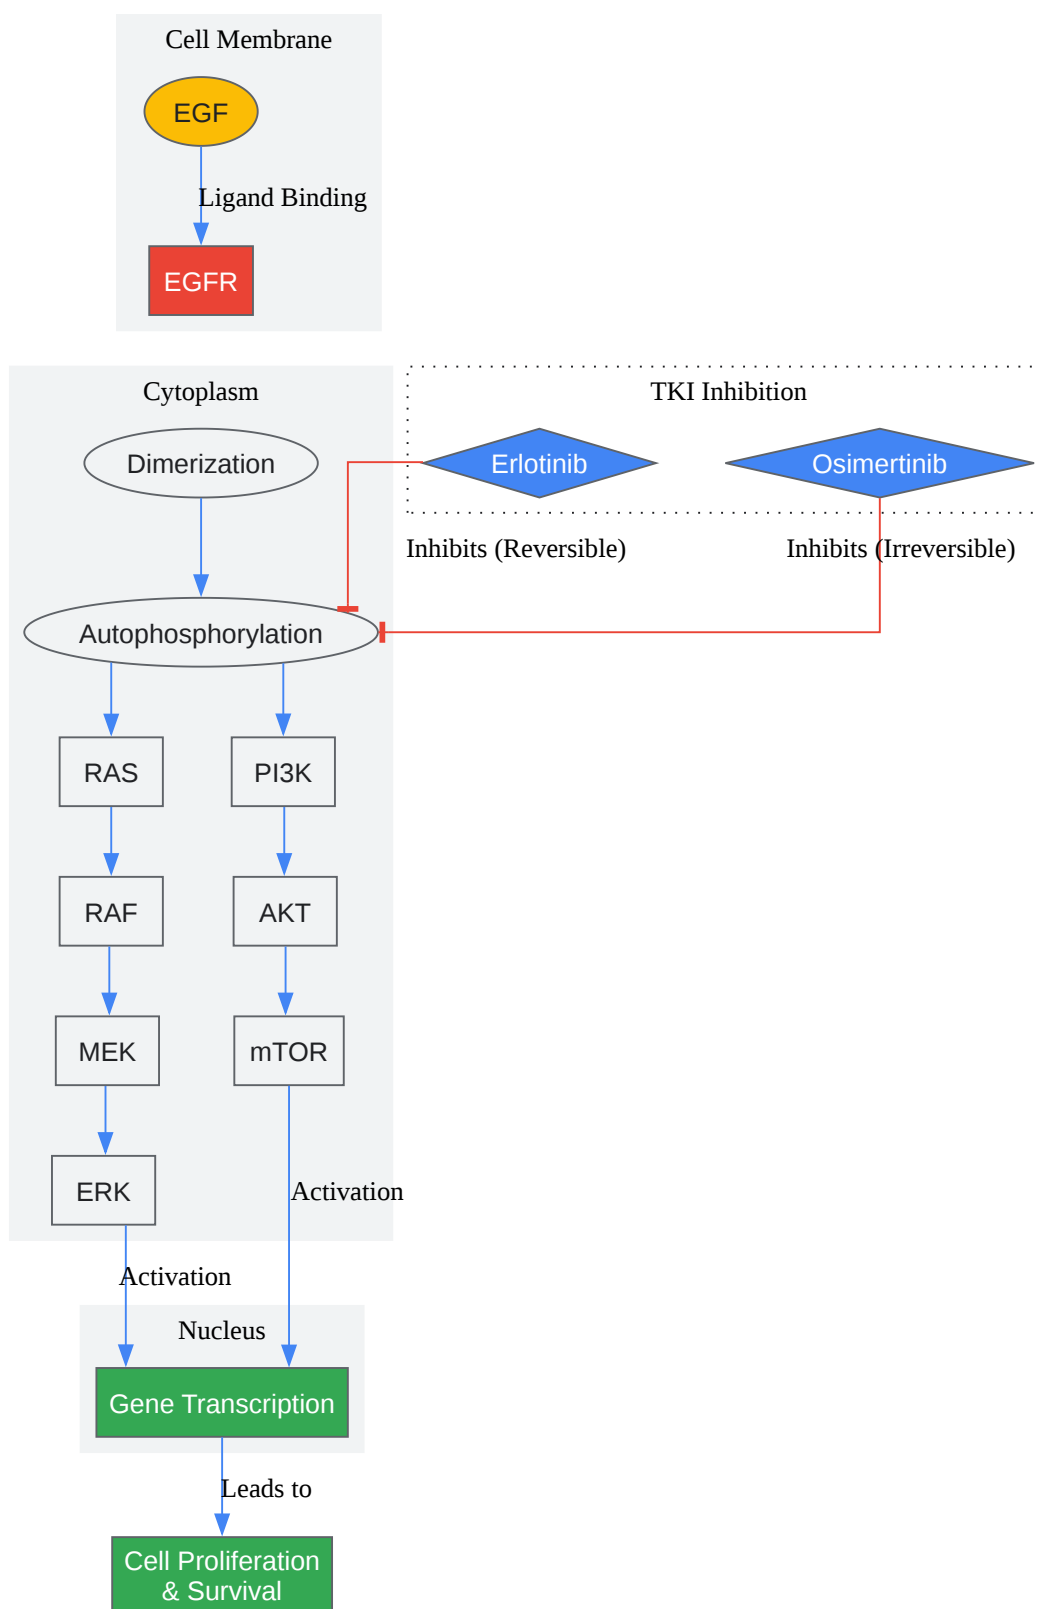 Cell Membrane
EGF
Ligand Binding
EGFR
Cytoplasm
TKI Inhibition
Dimerization
Erlotinib
Osimertinib
Inhibits (Reversible)
Inhibits (Irreversible)
Autophosphorylation
RAS
PI3K
RAF
AKT
MEK
mTOR
ERK
Activation
Activation
Nucleus
Gene Transcription
Leads to
Cell Proliferation
& Survival